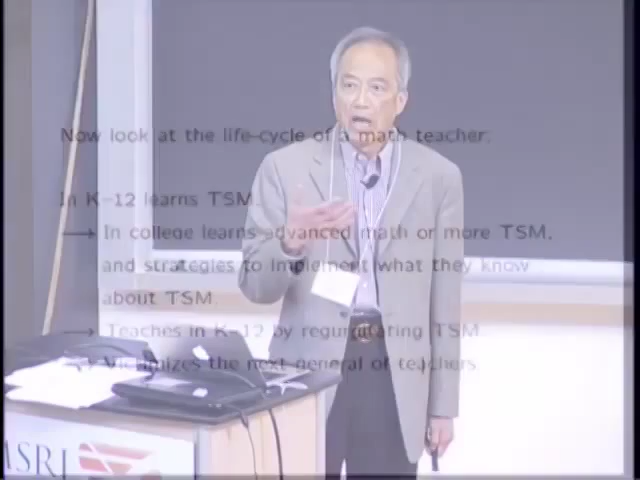 Now look at the life-cycle of a math teacher:
In K-12 learns TSM.
→ In college learns advanced math or more TSM,
and strategies to implement what they know
about TSM.
→ Teaches in K-12 by regurgitating TSM
Victimizes the next general of teachers
MSRI